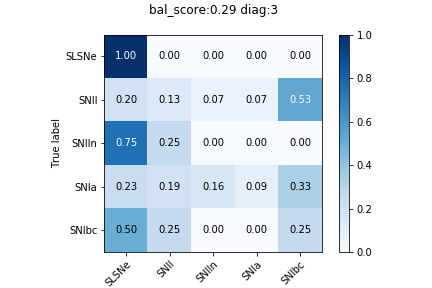 bal_score:0.29 diag:3
SLSNe 1.00 0.00 0.00 0.00 0.00
SNII 0.20 0.13 0.07 0.07 0.53
SNIIn 0.75 0.25 0.00 0.00 0.00
SNIa 0.23 0.19 0.16 0.09 0.33
SNIbc 0.50 0.25 0.00 0.00 0.25
SLSNe SNII SNIIn SNIa SNIbc
True label
1.0
0.8
0.6
0.4
0.2
0.0